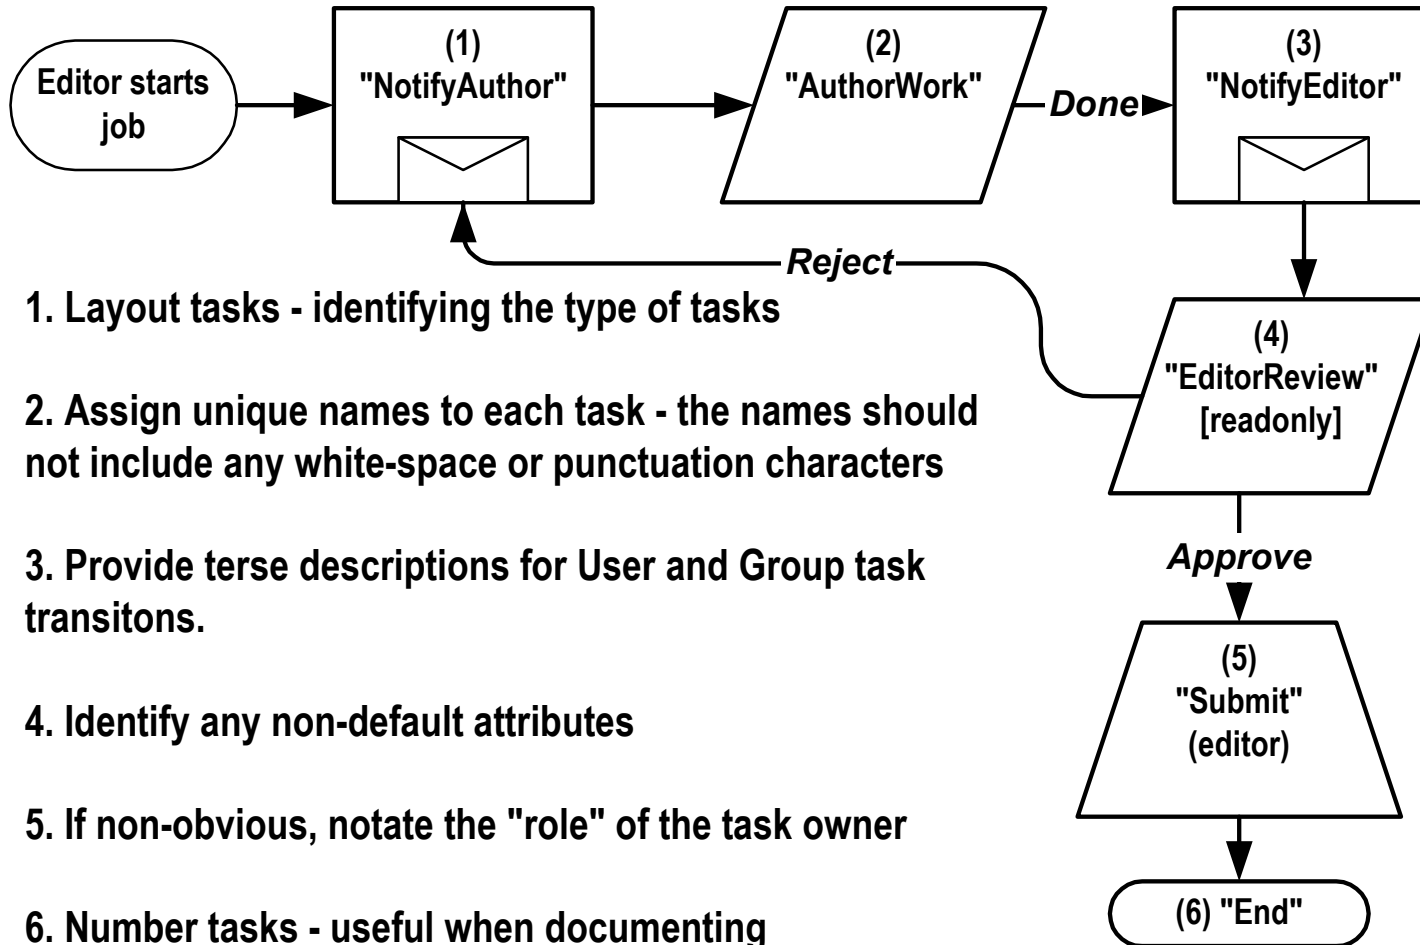 Editor starts
job
(1)
"NotifyAuthor"
(2)
"AuthorWork"
Done
(3)
"NotifyEditor"
Reject
(4)
"EditorReview"
[readonly]
Approve
(5)
"Submit"
(editor)
(6) "End"
1. Layout tasks - identifying the type of tasks
2. Assign unique names to each task - the names should
not include any white-space or punctuation characters
3. Provide terse descriptions for User and Group task
transitons.
4. Identify any non-default attributes
5. If non-obvious, notate the "role" of the task owner
6. Number tasks - useful when documenting